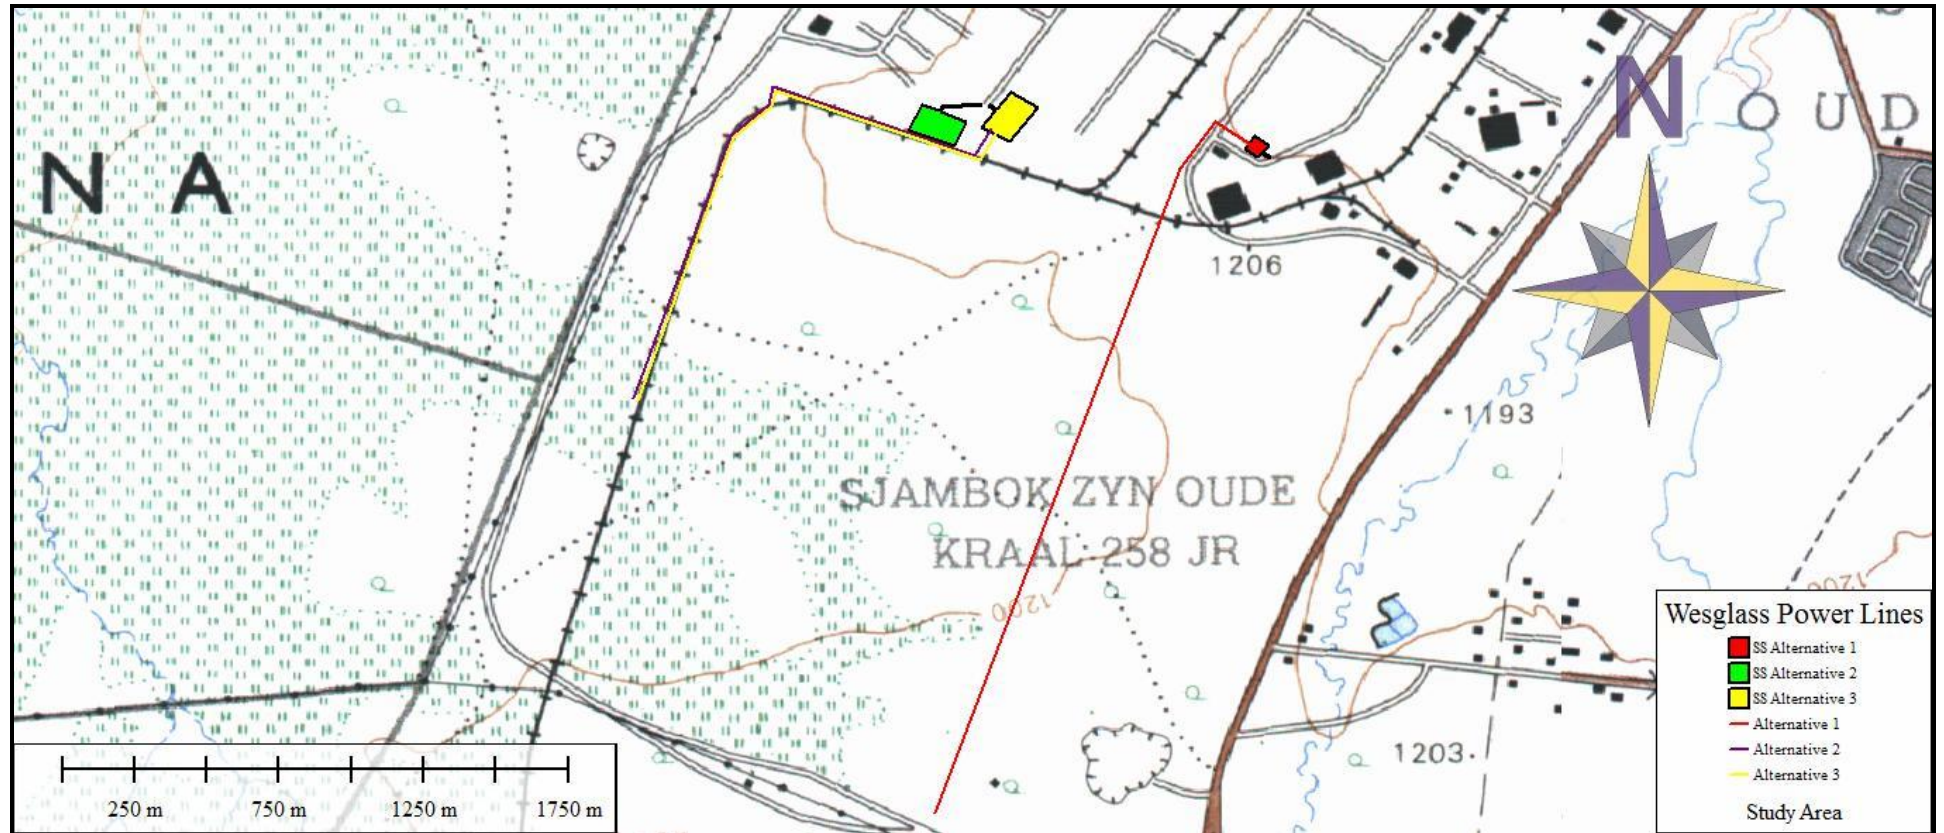 N
O U D
N A
1206
1193
SJAMBOK ZYN OUDE
KRAAL 258 JR
1200
1200
1203
Wesglass Power Lines
SS Alternative 1
SS Alternative 2
SS Alternative 3
Alternative 1
Alternative 2
Alternative 3
Study Area
250 m 750 m 1250 m 1750 m